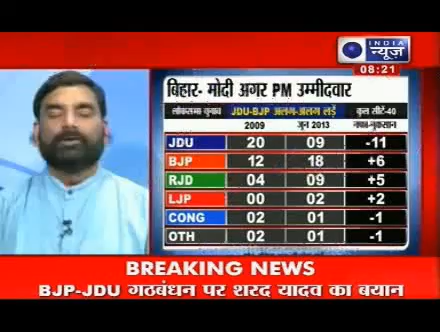 INDIA
न्यूज़
08:21
बिहार- मोदी अगर PM उम्मीदवार
लोकसभा चुनाव JDU-BJP अलग-अलग लड़ें कुल सीटें-40
2009 जून 2013 नफा-नुकसान
JDU 20 09 -11
BJP 12 18 +6
RJD 04 09 +5
LJP 00 02 +2
CONG 02 01 -1
OTH 02 01 -1
BREAKING NEWS
BJP-JDU गठबंधन पर शरद यादव का बयान